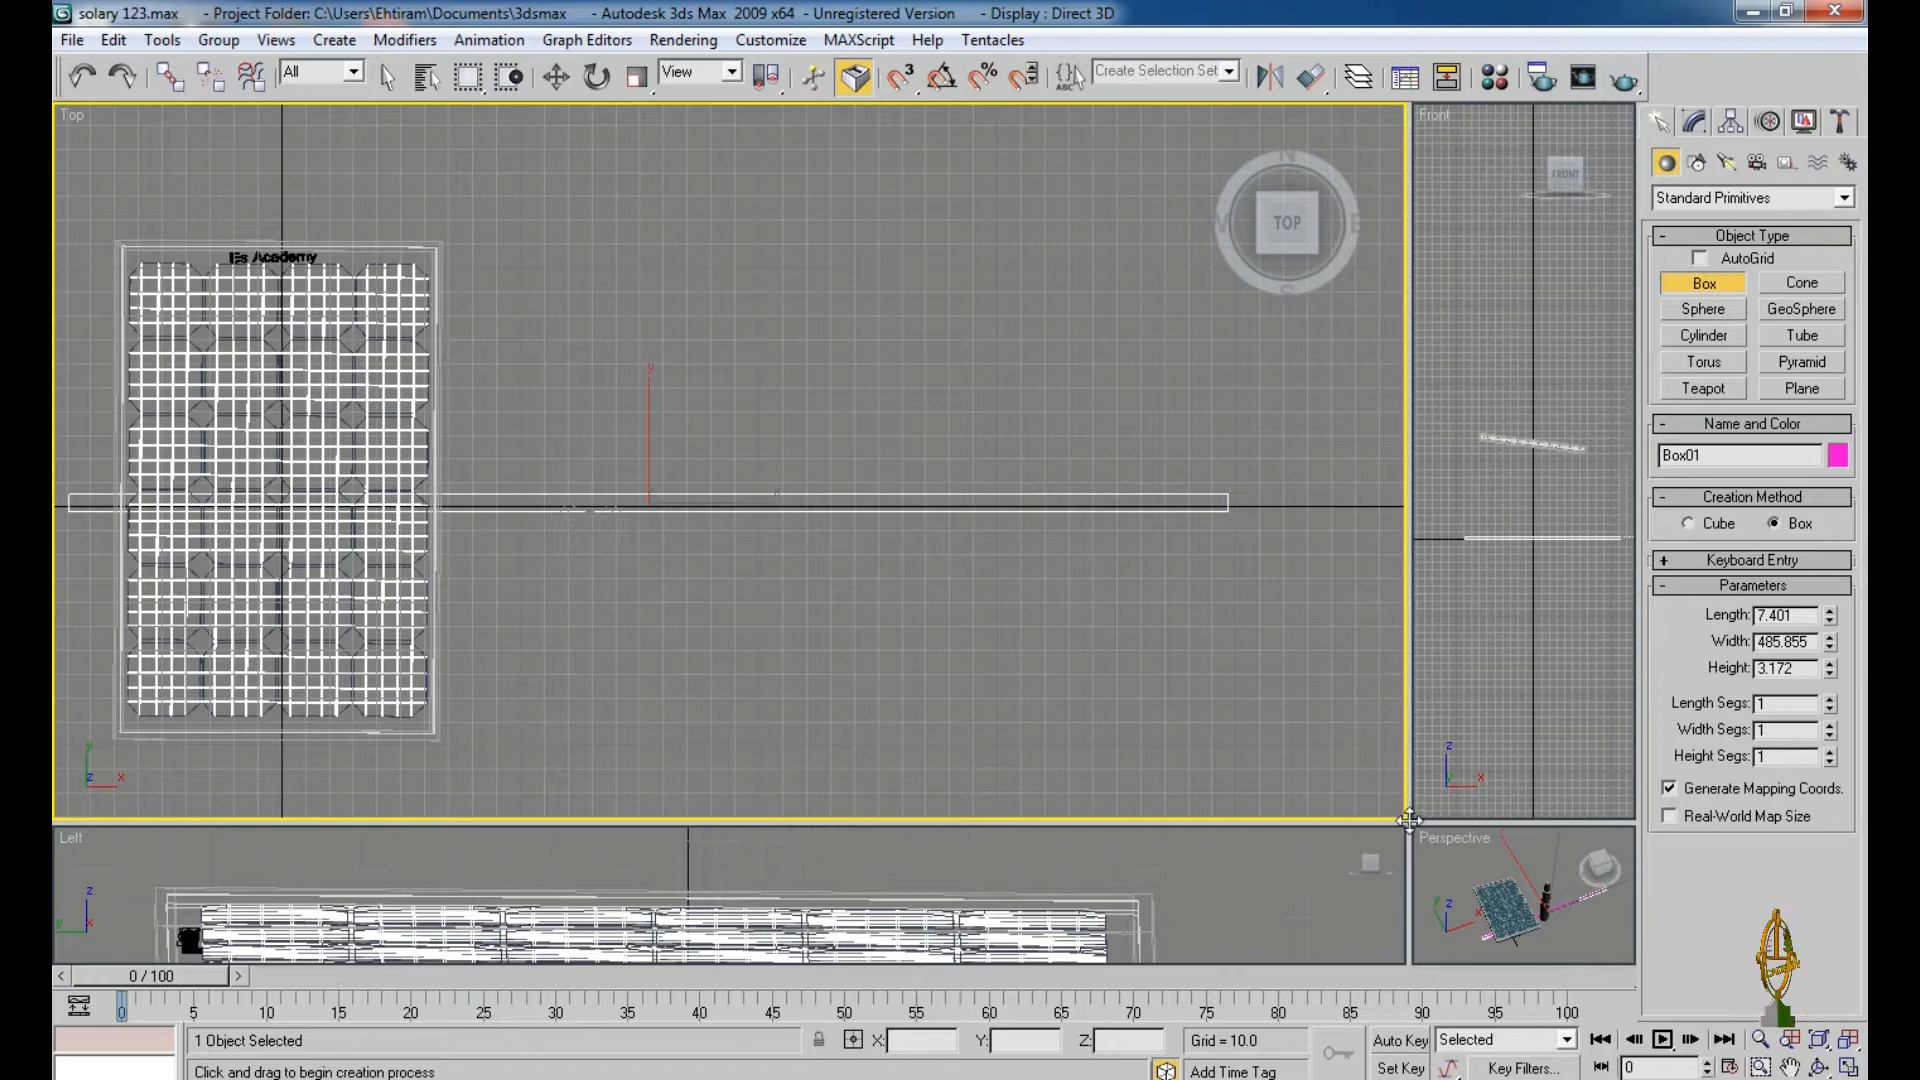 solary 123.max - Project Folder: C:\Users\Ehtiram\Documents\3dsmax - Autodesk 3ds Max 2009 x64 - Unregistered Version - Display : Direct 3D
File Edit Tools Group Views Create Modifiers Animation Graph Editors Rendering Customize MAXScript Help Tentacles
All View 3 % ABC Create Selection Set
Top
Front
N
TOP
S
FRONT
Es Academy
y
z x
z
x
Left
Perspective
z
y x
Standard Primitives
- Object Type
AutoGrid
Box Cone
Sphere GeoSphere
Cylinder Tube
Torus Pyramid
Teapot Plane
- Name and Color
Box01
- Creation Method
Cube Box
+ Keyboard Entry
- Parameters
Length: 7.401
Width: 485.855
Height: 3.172
Length Segs: 1
Width Segs: 1
Height Segs: 1
Generate Mapping Coords.
Real-World Map Size
< 0 / 100 >
0 5 10 15 20 25 30 35 40 45 50 55 60 65 70 75 80 85 90 95 100
1 Object Selected X: Y: Z: Grid = 10.0 Auto Key Selected
Click and drag to begin creation process Add Time Tag Set Key Key Filters... 0